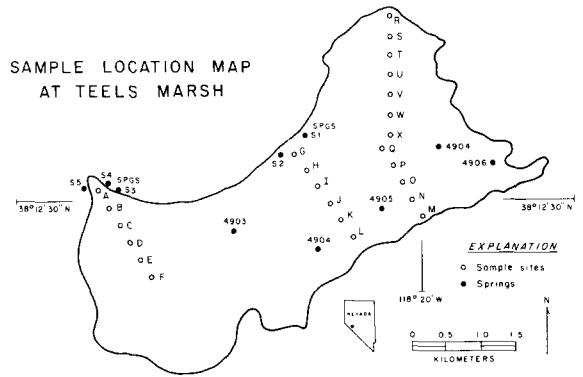 SAMPLE LOCATION MAP
AT TEELS MARSH
R
S
T
U
V
W
X
Q
P
O
N
M
4904
4906
SPGS
S1
S2
G
H
I
J
K
L
4905
S4
SPGS
S5
S3
A
B
C
D
E
F
4903
4904
38° 12' 30" N
38° 12' 30" N
118° 20' W
EXPLANATION
Sample sites
Springs
NEVADA
N
0 0.5 1.0 1.5
KILOMETERS